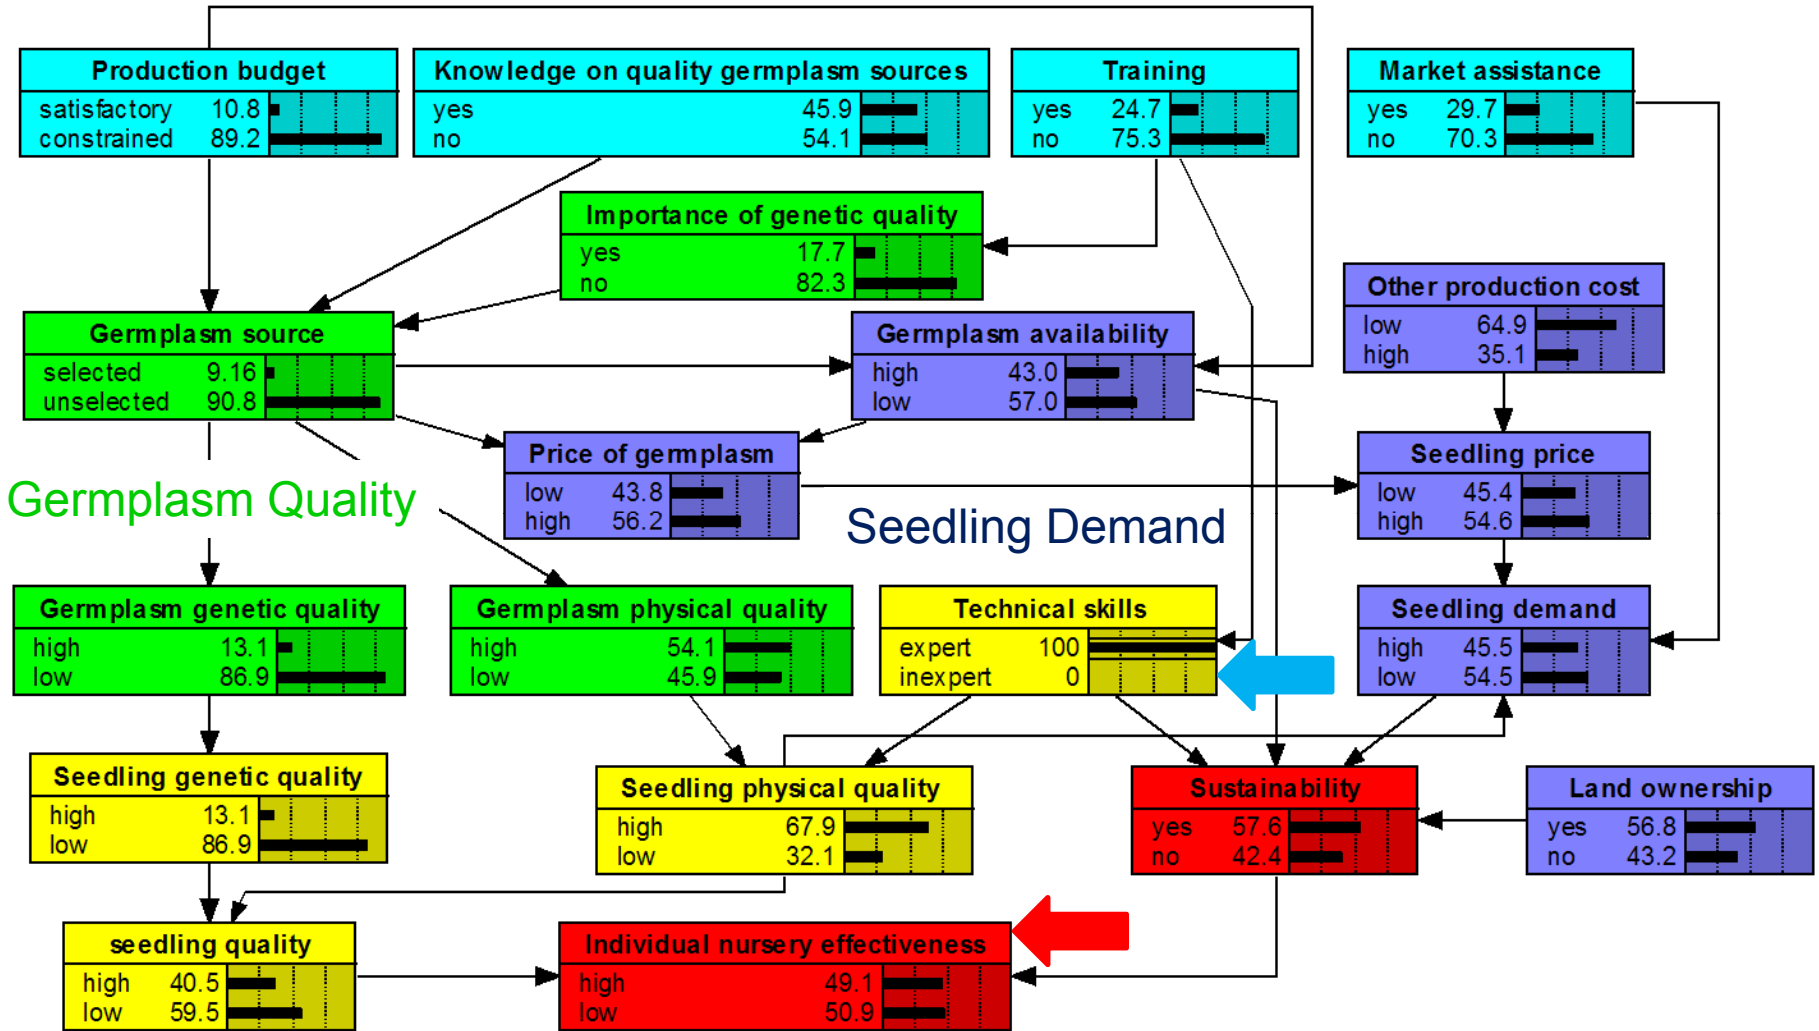 Production budget
satisfactory 10.8
constrained 89.2
Knowledge on quality germplasm sources
yes 45.9
no 54.1
Training
yes 24.7
no 75.3
Market assistance
yes 29.7
no 70.3
Importance of genetic quality
yes 17.7
no 82.3
Other production cost
low 64.9
high 35.1
Germplasm source
selected 9.16
unselected 90.8
Germplasm availability
high 43.0
low 57.0
Price of germplasm
low 43.8
high 56.2
Seedling price
low 45.4
high 54.6
Germplasm Quality
Seedling Demand
Germplasm genetic quality
high 13.1
low 86.9
Germplasm physical quality
high 54.1
low 45.9
Technical skills
expert 100
inexpert 0
Seedling demand
high 45.5
low 54.5
Seedling genetic quality
high 13.1
low 86.9
Seedling physical quality
high 67.9
low 32.1
Sustainability
yes 57.6
no 42.4
Land ownership
yes 56.8
no 43.2
seedling quality
high 40.5
low 59.5
Individual nursery effectiveness
high 49.1
low 50.9